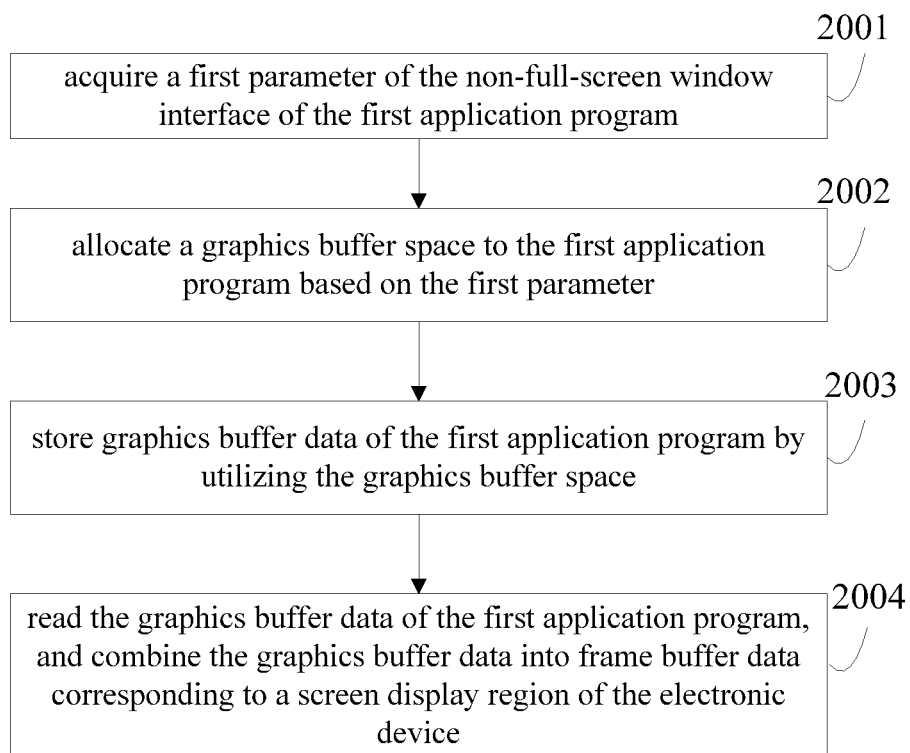 2001
acquire a first parameter of the non-full-screen window
interface of the first application program
2002
allocate a graphics buffer space to the first application
program based on the first parameter
2003
store graphics buffer data of the first application program by
utilizing the graphics buffer space
2004
read the graphics buffer data of the first application program,
and combine the graphics buffer data into frame buffer data
corresponding to a screen display region of the electronic
device